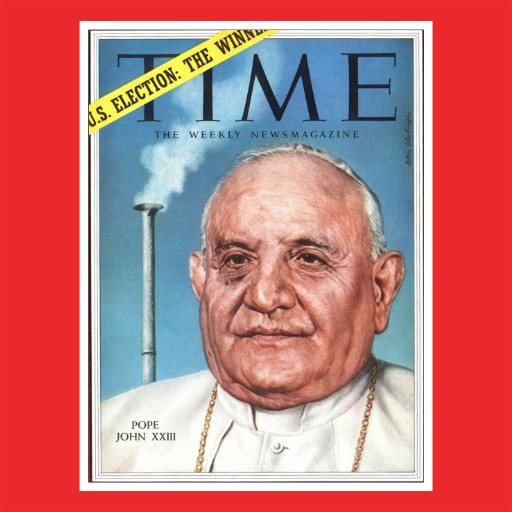 U.S. ELECTION: THE WINNE
TIME
THE WEEKLY NEWSMAGAZINE
POPE
JOHN XXIII